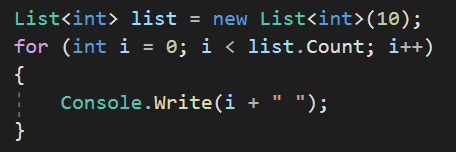 List<int> list = new List<int>(10);
for (int i = 0; i < list.Count; i++)
{
    Console.Write(i + " ");
}